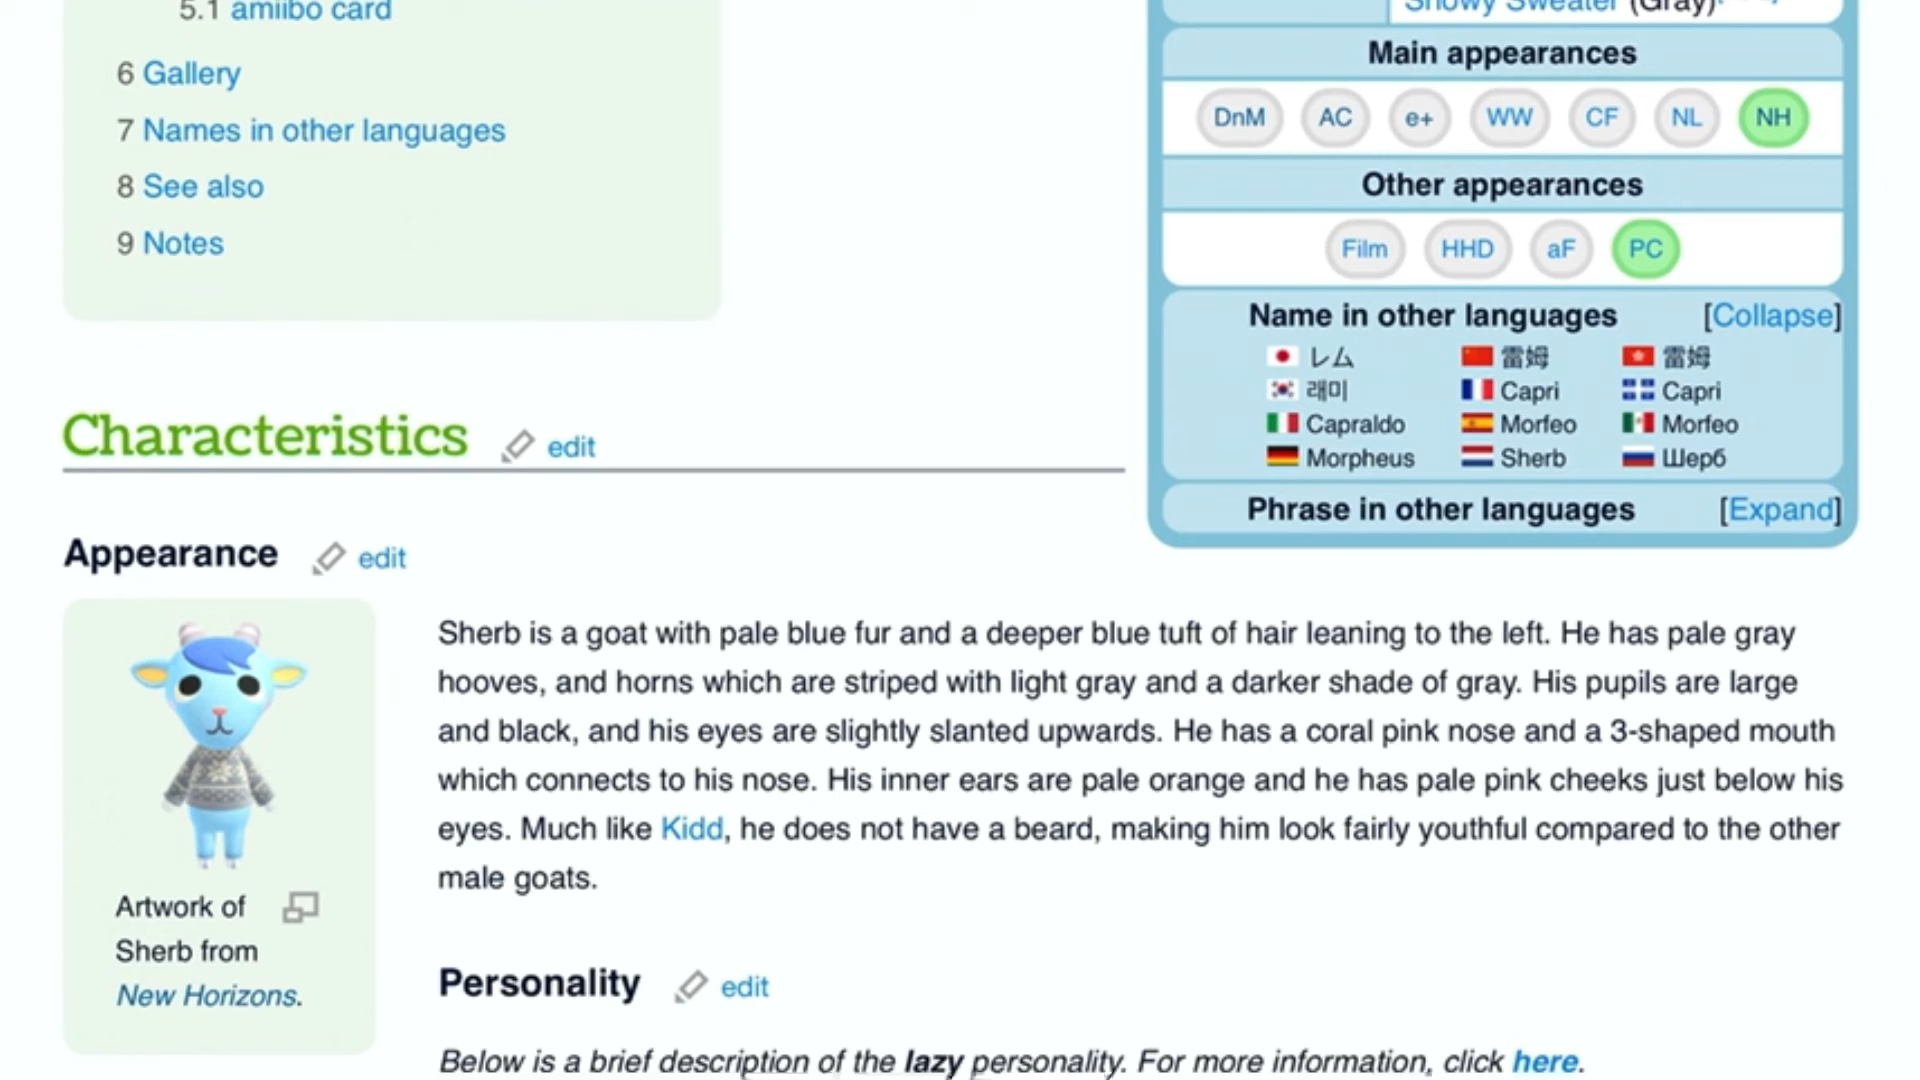 5.1 amiibo card
6 Gallery
7 Names in other languages
8 See also
9 Notes
Snowy Sweater (Gray)
Main appearances
DnM AC e+ WW CF NL NH
Other appearances
Film HHD aF PC
Name in other languages [Collapse]
レム 雷姆 雷姆
래미 Capri Capri
Capraldo Morfeo Morfeo
Morpheus Sherb Шерб
Phrase in other languages [Expand]
Characteristics edit
Appearance edit
Artwork of
Sherb from
New Horizons.
Sherb is a goat with pale blue fur and a deeper blue tuft of hair leaning to the left. He has pale gray
hooves, and horns which are striped with light gray and a darker shade of gray. His pupils are large
and black, and his eyes are slightly slanted upwards. He has a coral pink nose and a 3-shaped mouth
which connects to his nose. His inner ears are pale orange and he has pale pink cheeks just below his
eyes. Much like Kidd, he does not have a beard, making him look fairly youthful compared to the other
male goats.
Personality edit
Below is a brief description of the lazy personality. For more information, click here.